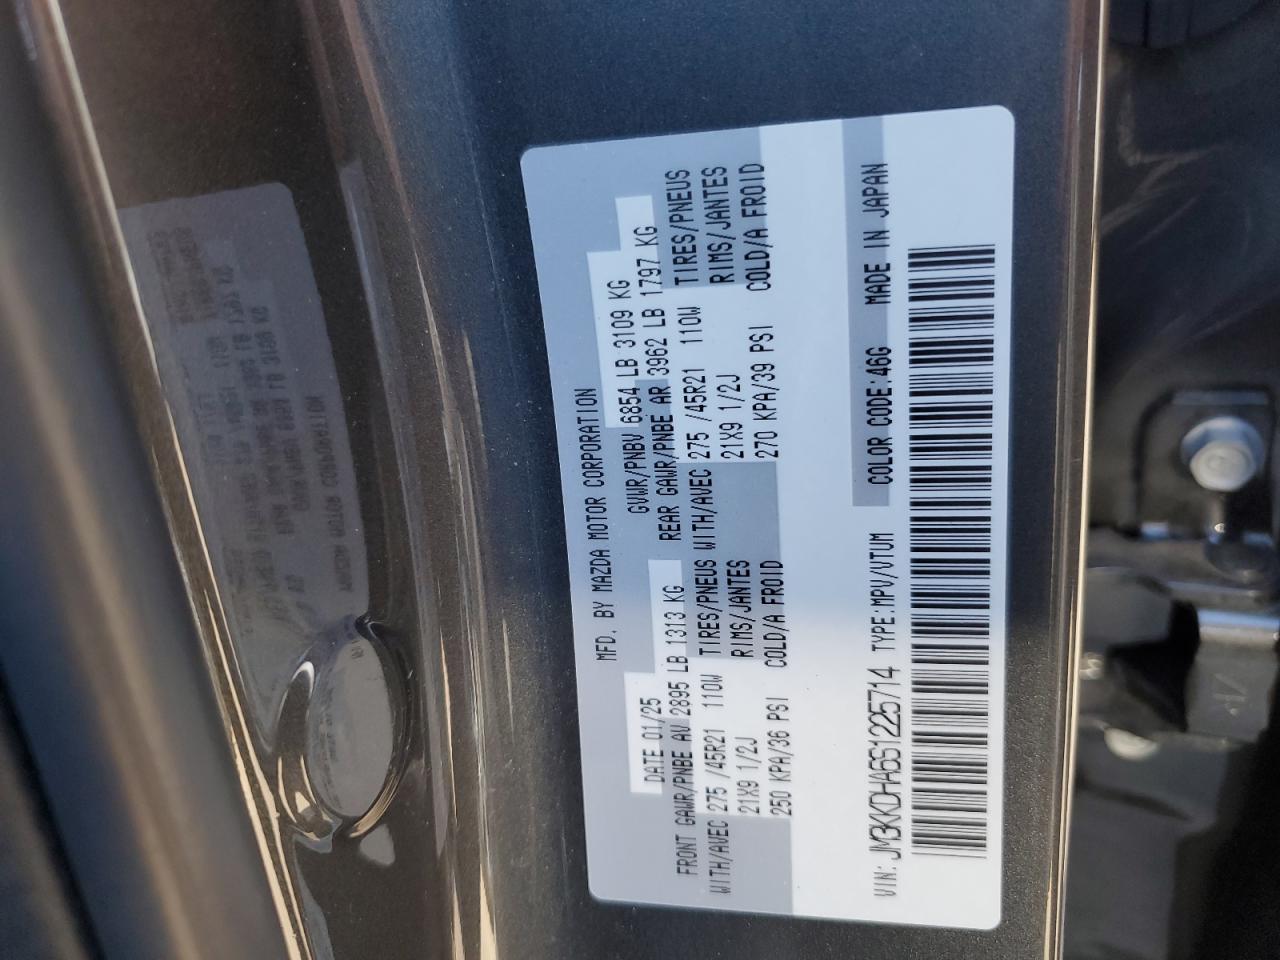 MFD. BY MAZDA MOTOR CORPORATION
DATE 01/25 GVWR/PNBV 6854 LB 3109 KG
FRONT GAWR/PNBE AV 2895 LB 1313 KG REAR GAWR/PNBE AR 3962 LB 1797 KG
WITH/AVEC 275 /45R21 110W TIRES/PNEUS WITH/AVEC 275 /45R21 110W TIRES/PNEUS
21X9 1/2J RIMS/JANTES 21X9 1/2J RIMS/JANTES
250 KPA/36 PSI COLD/A FROID 270 KPA/39 PSI COLD/A FROID
VIN: JM3KKDHA6S1225714 TYPE:MPV/VTUM COLOR CODE:46G MADE IN JAPAN